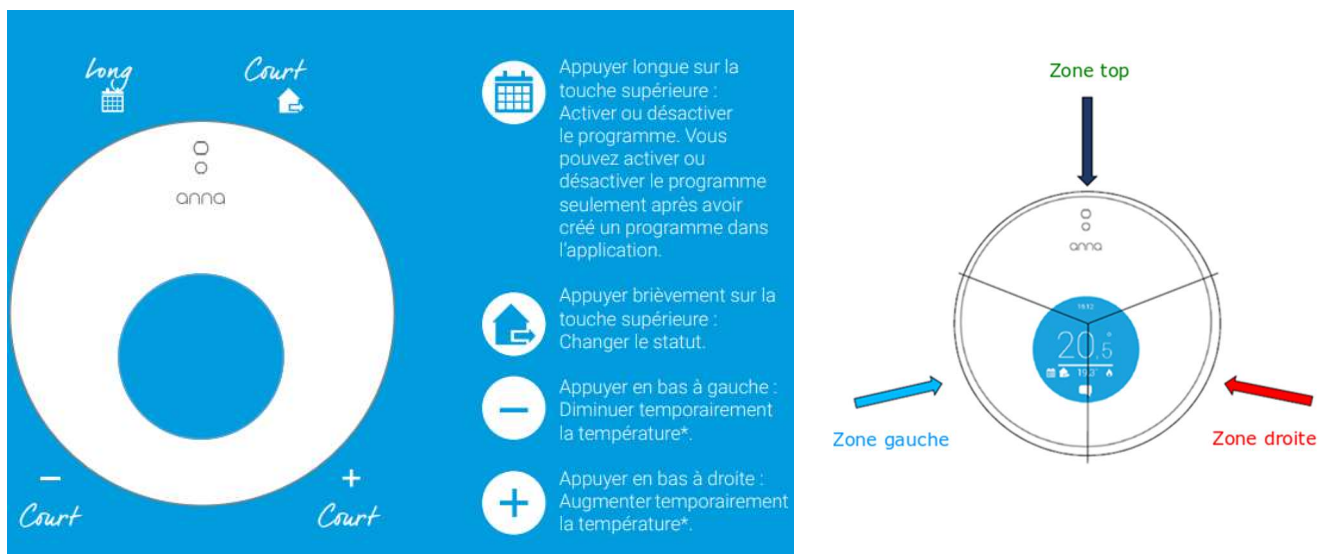 Long
Court
anna
Court
Court
Appuyer longue sur la
touche supérieure :
Activer ou désactiver
le programme. Vous
pouvez activer ou
désactiver le programme
seulement après avoir
créé un programme dans
l'application.
Appuyer brièvement sur la
touche supérieure :
Changer le statut.
Appuyer en bas à gauche :
Diminuer temporairement
la température*.
Appuyer en bas à droite :
Augmenter temporairement
la température*.
Zone top
anna
20,5°
Zone gauche
Zone droite